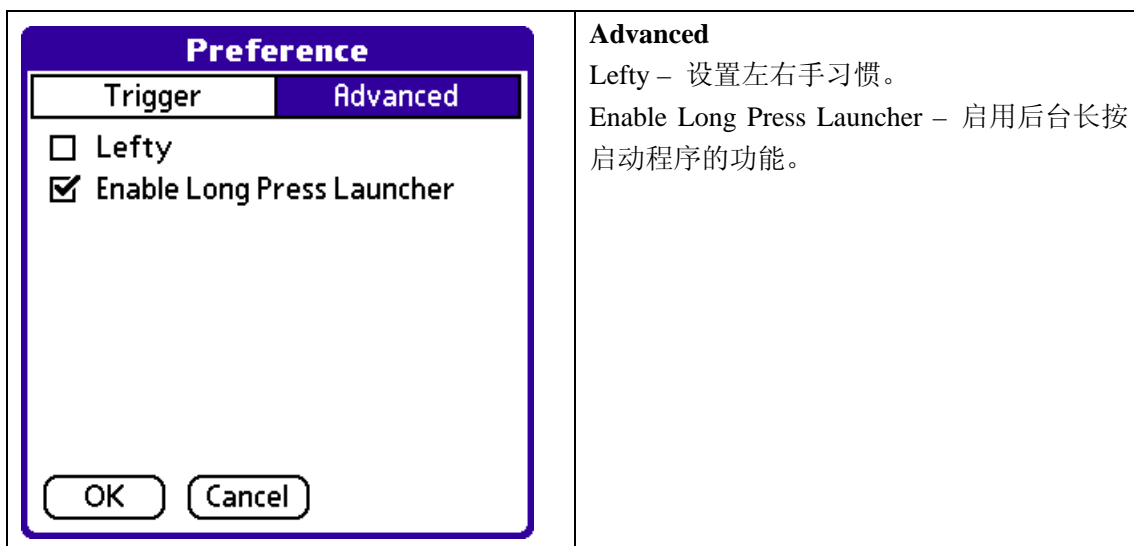 Preference
Trigger Advanced
Lefty
Enable Long Press Launcher
OK Cancel
Advanced
Lefty – 设置左右手习惯。
Enable Long Press Launcher – 启用后台长按
启动程序的功能。